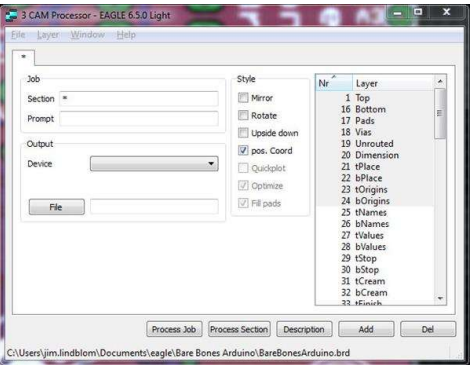 3 CAM Processor - EAGLE 6.5.0 Light
File Layer Window Help
*
Job
Section *
Prompt
Output
Device
File
Style
Mirror
Rotate
Upside down
pos. Coord
Quickplot
Optimize
Fill pads
Nr Layer
1 Top
16 Bottom
17 Pads
18 Vias
19 Unrouted
20 Dimension
21 tPlace
22 bPlace
23 tOrigins
24 bOrigins
25 tNames
26 bNames
27 tValues
28 bValues
29 tStop
30 bStop
31 tCream
32 bCream
33 tFinish
Process Job Process Section Description Add Del
C:\Users\jim.lindblom\Documents\eagle\Bare Bones Arduino\BareBonesArduino.brd